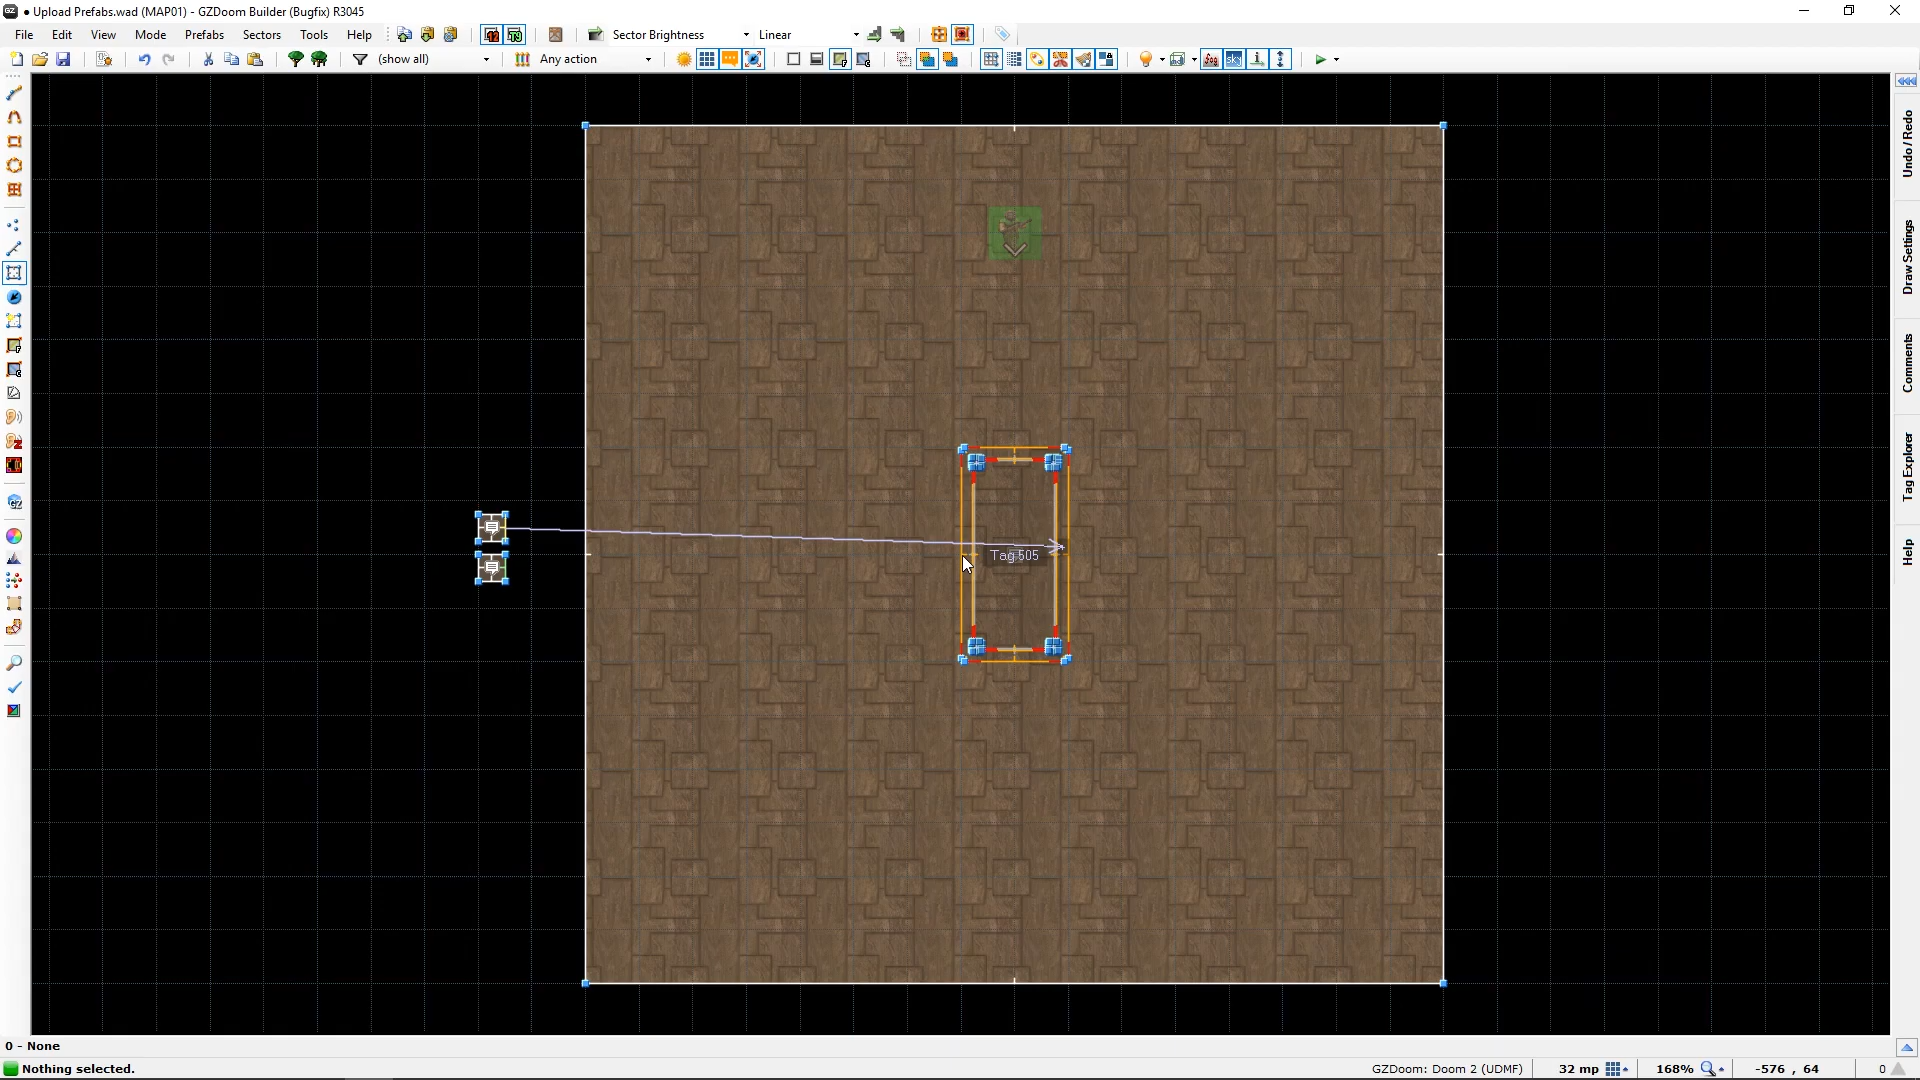 • Upload Prefabs.wad (MAP01) - GZDoom Builder (Bugfix) R3045
File Edit View Mode Prefabs Sectors Tools Help Sector Brightness Linear
(show all) Any action
Undo / Redo
Draw Settings
Comments
Tag Explorer
Help
Tag 505
0 - None
Nothing selected. GZDoom: Doom 2 (UDMF) 32 mp 168% -576 , 64 0